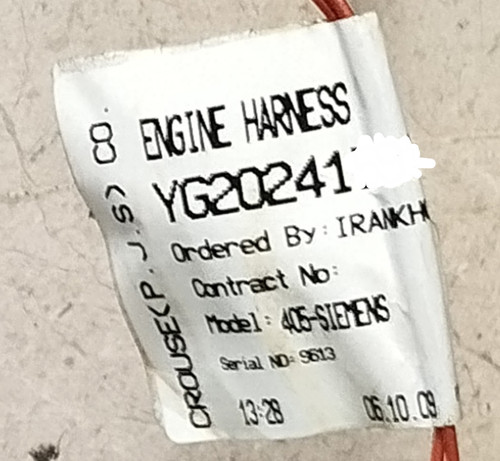 ENGINE HARNESS
YG20241
Ordered By: IRANKH
Contract No:
Model: 405-SIEMENS
Serial NO: 9613
13:28 06.10.09
CROUSE(P.J.S) CO.